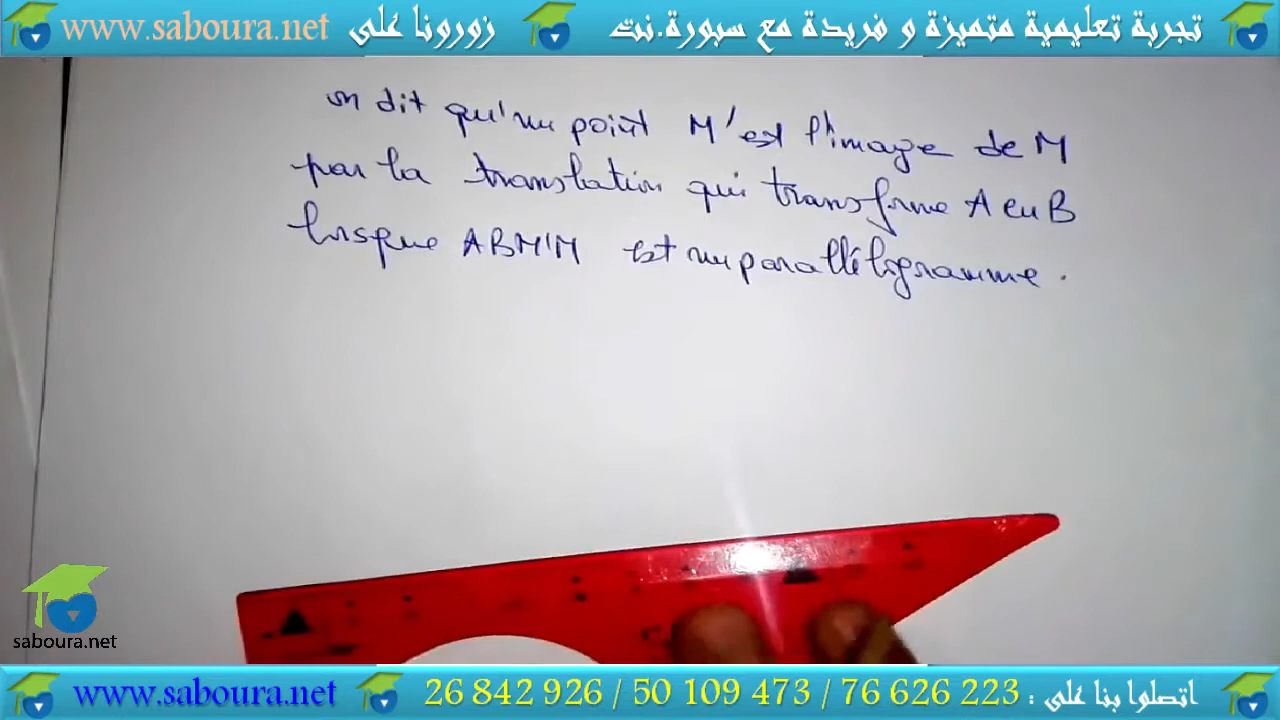 www.saboura.net زورونا على تجربة تعليمية متميزة و فريدة مع سبورة.نت
on dit qu'un point M' est l'image de M
par la translation qui transforme A en B
lorsque ABM'M est un parallélogramme.
saboura.net
www.saboura.net 26 842 926 / 50 109 473 / 76 626 223 : اتصلوا بنا على